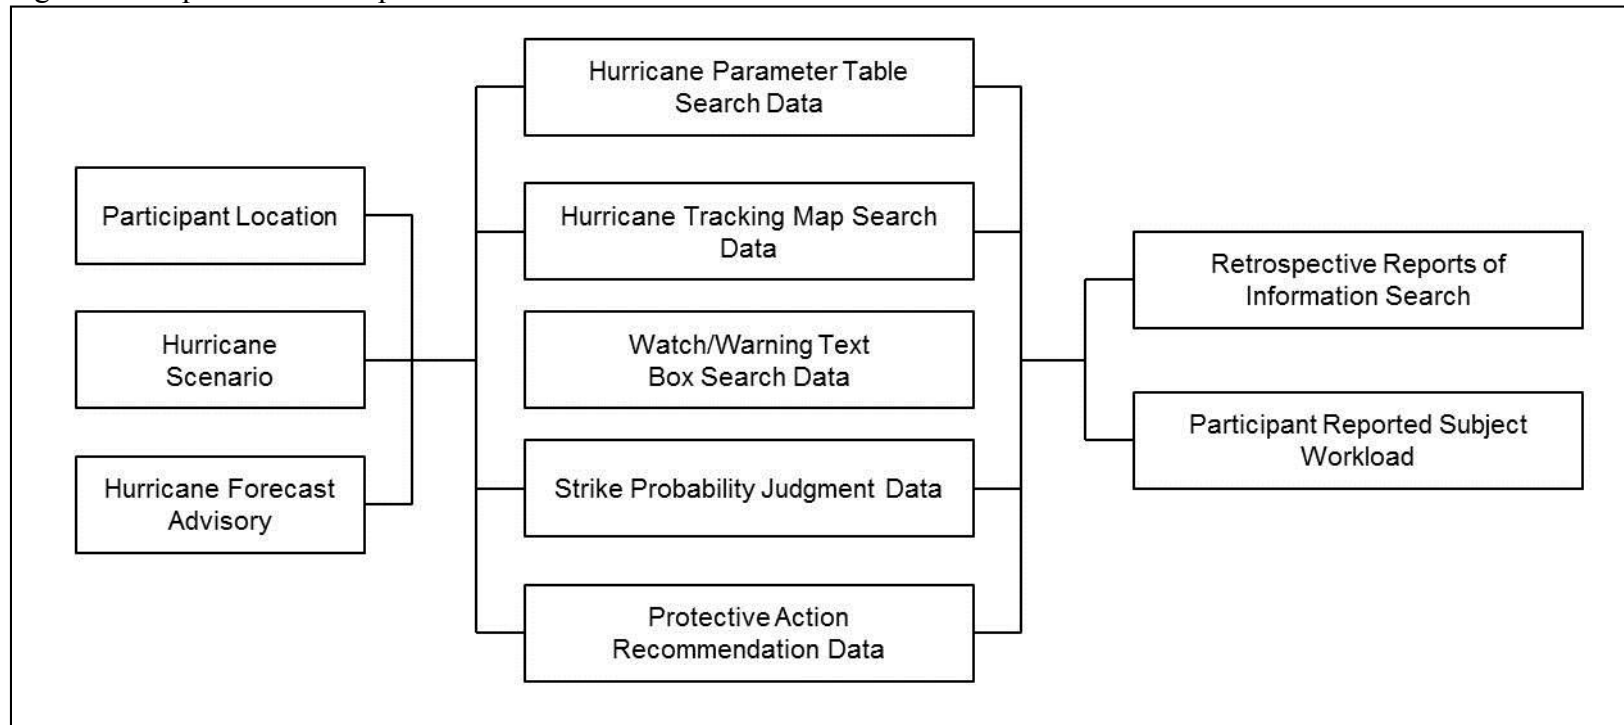 Participant Location
Hurricane
Scenario
Hurricane Forecast
Advisory
Hurricane Parameter Table
Search Data
Hurricane Tracking Map Search
Data
Watch/Warning Text
Box Search Data
Strike Probability Judgment Data
Protective Action
Recommendation Data
Retrospective Reports of
Information Search
Participant Reported Subject
Workload